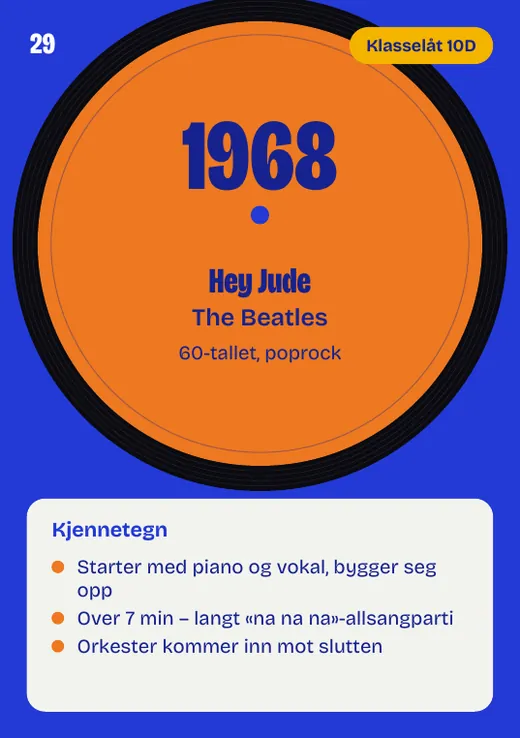 29
Klasselåt 10D
1968
Hey Jude
The Beatles
60-tallet, poprock
Kjennetegn
Starter med piano og vokal, bygger seg
opp
Over 7 min – langt «na na na»-allsangparti
Orkester kommer inn mot slutten